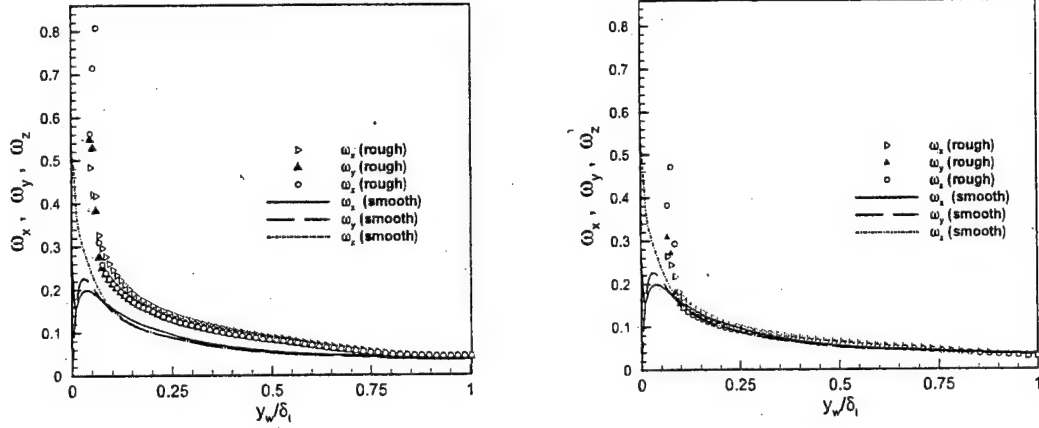 0.8
0.7
0.6
0.5
0.4
0.3
0.2
0.1
0
0
0.25
0.5
0.75
1
ω_x , ω_y , ω_z
y_w/δ_i
ω_x (rough)
ω_y (rough)
ω_z (rough)
ω_x (smooth)
ω_y (smooth)
ω_z (smooth)
0.8
0.7
0.6
0.5
0.4
0.3
0.2
0.1
0
0
0.25
0.5
0.75
1
ω_x , ω_y , ω_z
y_w/δ_i
ω_x (rough)
ω_y (rough)
ω_z (rough)
ω_x (smooth)
ω_y (smooth)
ω_z (smooth)